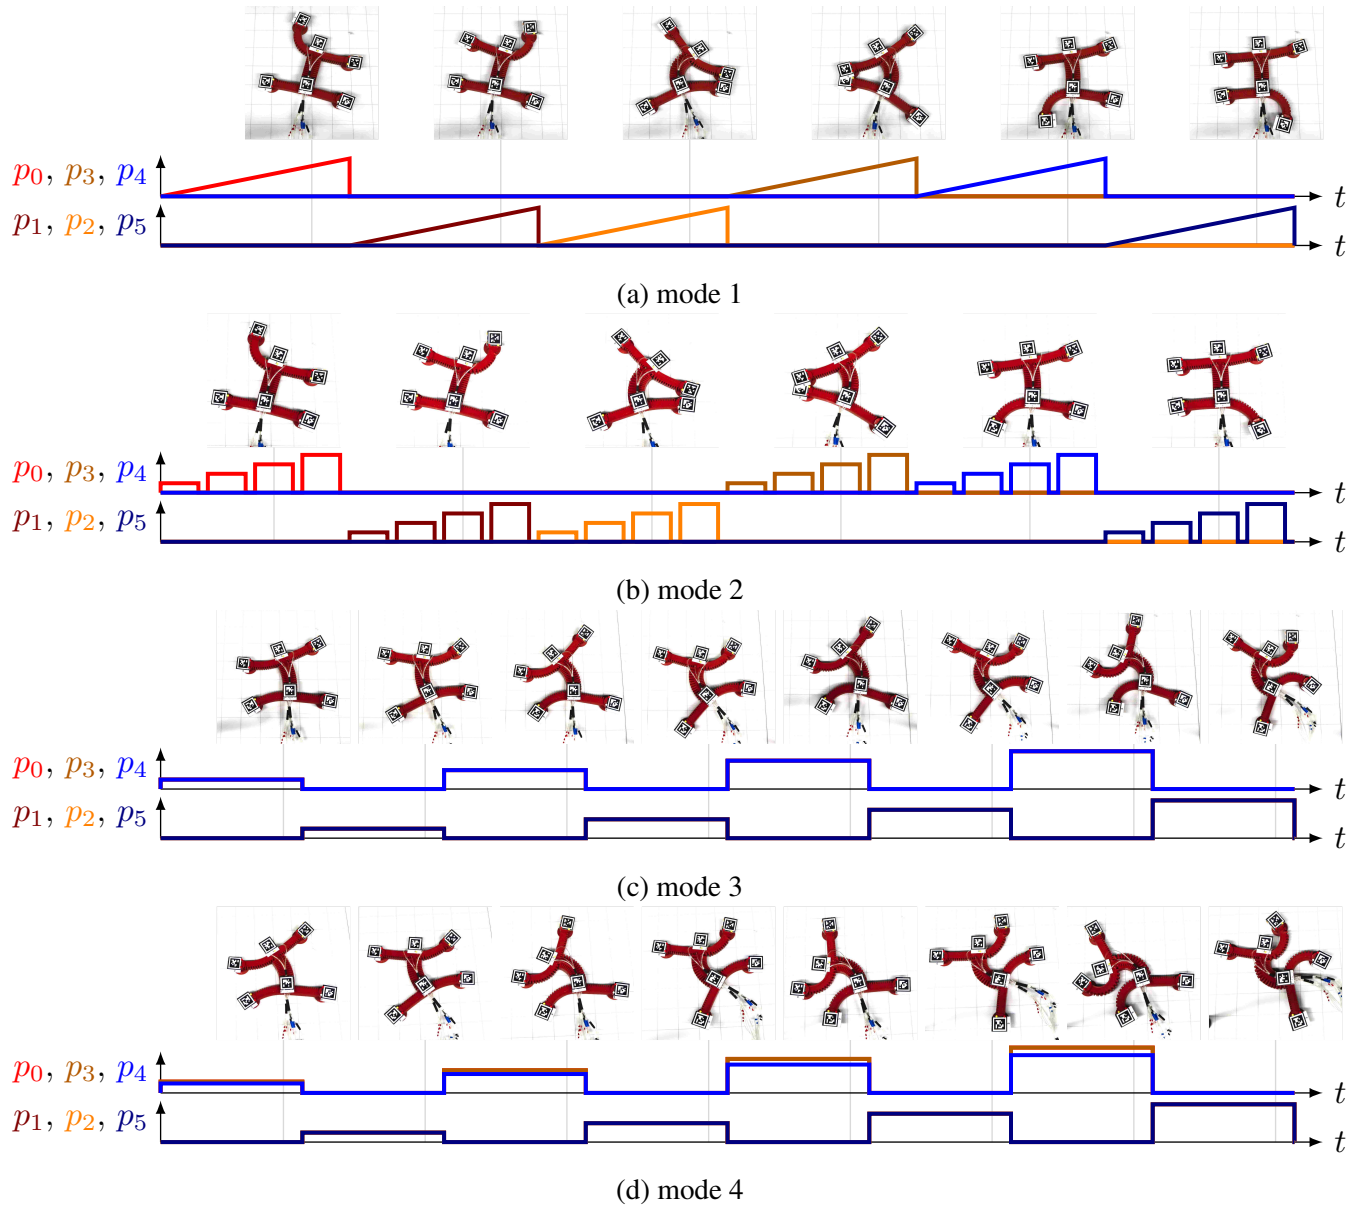 p0, p3, p4
t
p1, p2, p5
t
(a) mode 1
p0, p3, p4
t
p1, p2, p5
t
(b) mode 2
p0, p3, p4
t
p1, p2, p5
t
(c) mode 3
p0, p3, p4
t
p1, p2, p5
t
(d) mode 4